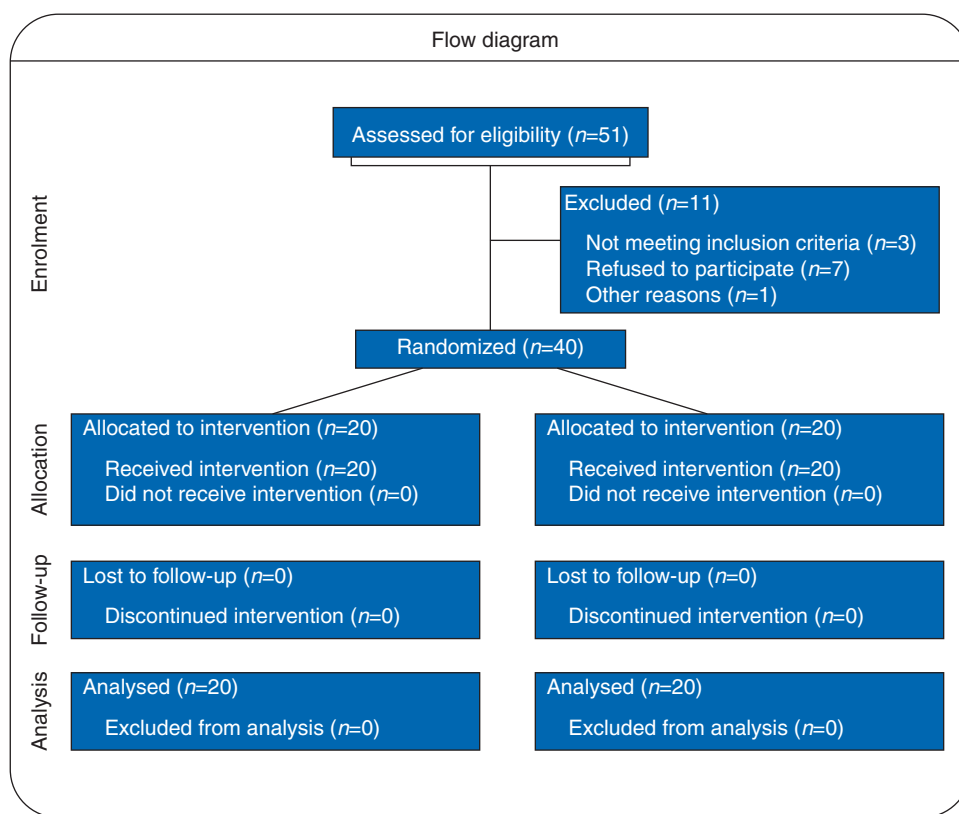 Flow diagram
Enrolment
Assessed for eligibility (n=51)
Excluded (n=11)
Not meeting inclusion criteria (n=3)
Refused to participate (n=7)
Other reasons (n=1)
Randomized (n=40)
Allocation
Allocated to intervention (n=20)
Received intervention (n=20)
Did not receive intervention (n=0)
Allocated to intervention (n=20)
Received intervention (n=20)
Did not receive intervention (n=0)
Follow-up
Lost to follow-up (n=0)
Discontinued intervention (n=0)
Lost to follow-up (n=0)
Discontinued intervention (n=0)
Analysis
Analysed (n=20)
Excluded from analysis (n=0)
Analysed (n=20)
Excluded from analysis (n=0)